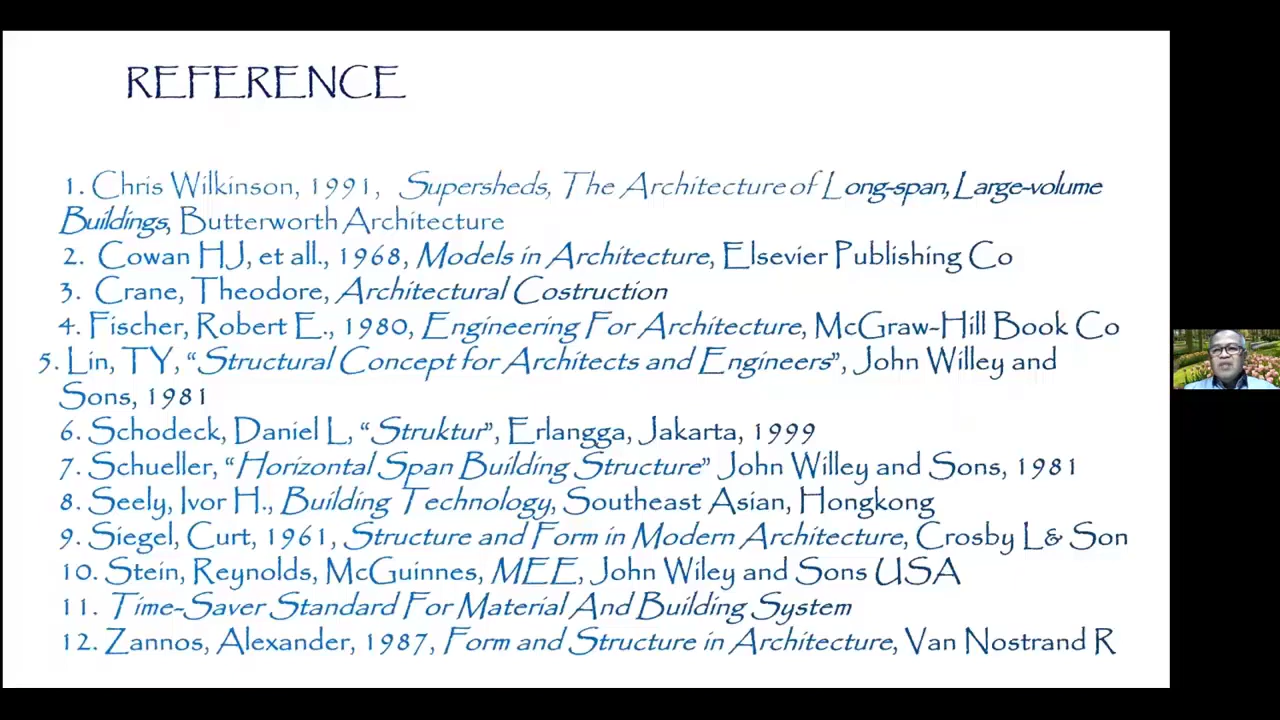 REFERENCE
1. Chris Wilkinson, 1991, Supersheds, The Architecture of Long-span, Large-volume
Buildings, Butterworth Architecture
2. Cowan HJ, et all., 1968, Models in Architecture, Elsevier Publishing Co
3. Crane, Theodore, Architectural Costruction
4. Fischer, Robert E., 1980, Engineering For Architecture, McGraw-Hill Book Co
5. Lin, TY, “Structural Concept for Architects and Engineers”, John Willey and
Sons, 1981
6. Schodeck, Daniel L, “Struktur”, Erlangga, Jakarta, 1999
7. Schueller, “Horizontal Span Building Structure” John Willey and Sons, 1981
8. Seely, Ivor H., Building Technology, Southeast Asian, Hongkong
9. Siegel, Curt, 1961, Structure and Form in Modern Architecture, Crosby L& Son
10. Stein, Reynolds, McGuinnes, MEE, John Wiley and Sons USA
11. Time-Saver Standard For Material And Building System
12. Zannos, Alexander, 1987, Form and Structure in Architecture, Van Nostrand R